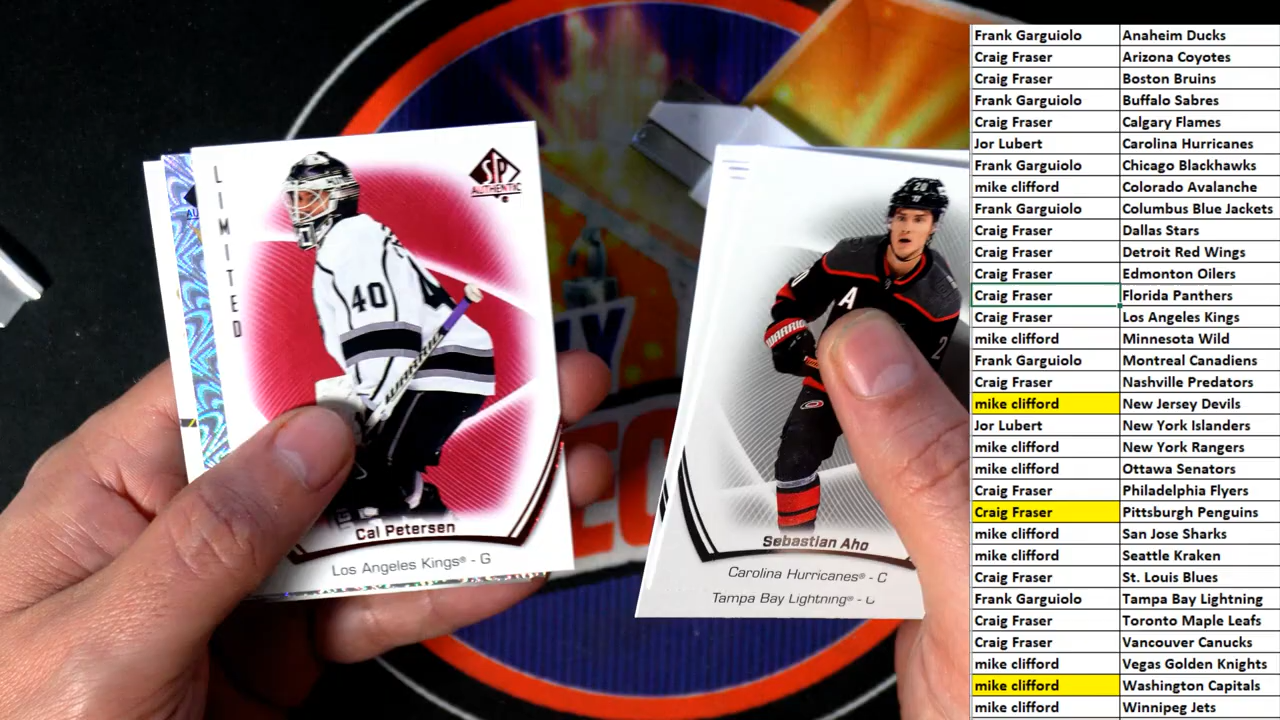 LIMITED
SP
AUTHENTIC
40
Cal Petersen
Los Angeles Kings® - G
20
A
WARRIOR
2
Sebastian Aho
Carolina Hurricanes® - C
Tampa Bay Lightning® - C
Frank Garguiolo Anaheim Ducks
Craig Fraser Arizona Coyotes
Craig Fraser Boston Bruins
Frank Garguiolo Buffalo Sabres
Craig Fraser Calgary Flames
Jor Lubert Carolina Hurricanes
Frank Garguiolo Chicago Blackhawks
mike clifford Colorado Avalanche
Frank Garguiolo Columbus Blue Jackets
Craig Fraser Dallas Stars
Craig Fraser Detroit Red Wings
Craig Fraser Edmonton Oilers
Craig Fraser Florida Panthers
Craig Fraser Los Angeles Kings
mike clifford Minnesota Wild
Frank Garguiolo Montreal Canadiens
Craig Fraser Nashville Predators
mike clifford New Jersey Devils
Jor Lubert New York Islanders
mike clifford New York Rangers
mike clifford Ottawa Senators
Craig Fraser Philadelphia Flyers
Craig Fraser Pittsburgh Penguins
mike clifford San Jose Sharks
mike clifford Seattle Kraken
Craig Fraser St. Louis Blues
Frank Garguiolo Tampa Bay Lightning
Craig Fraser Toronto Maple Leafs
Craig Fraser Vancouver Canucks
mike clifford Vegas Golden Knights
mike clifford Washington Capitals
mike clifford Winnipeg Jets